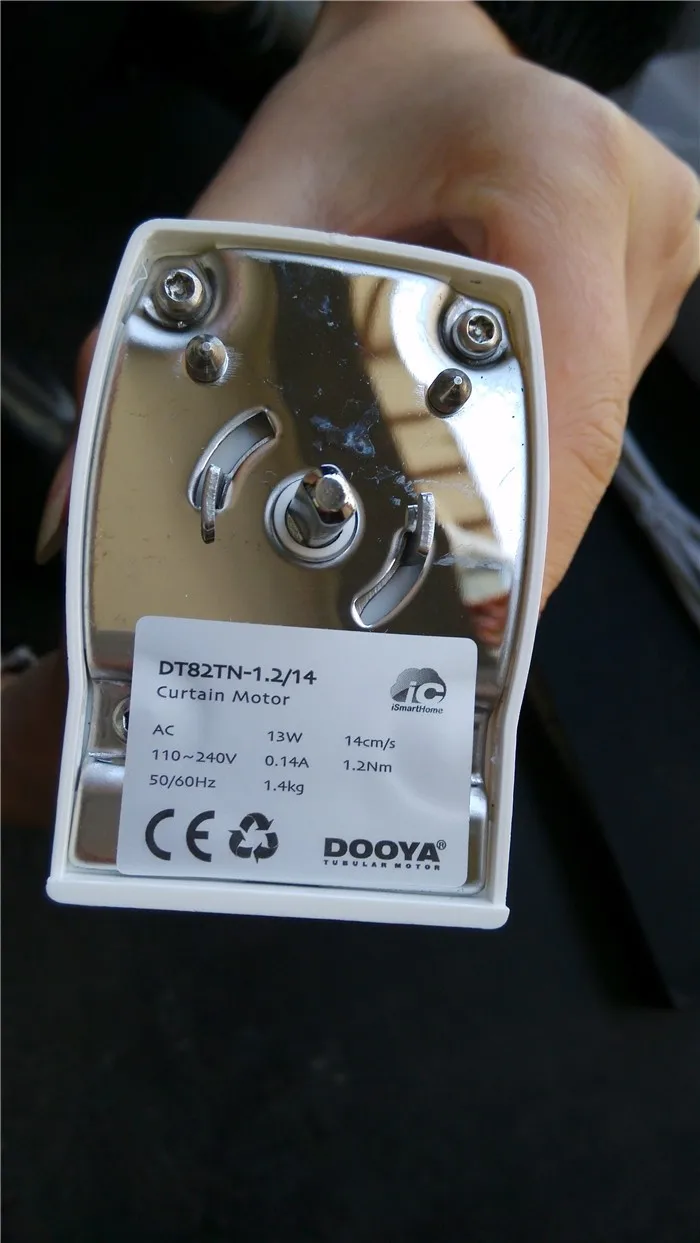 DT82TN-1.2/14
Curtain Motor
iC
iSmartHome
AC 13W 14cm/s
110~240V 0.14A 1.2Nm
50/60Hz 1.4kg
CE
DOOYA®
TUBULAR MOTOR